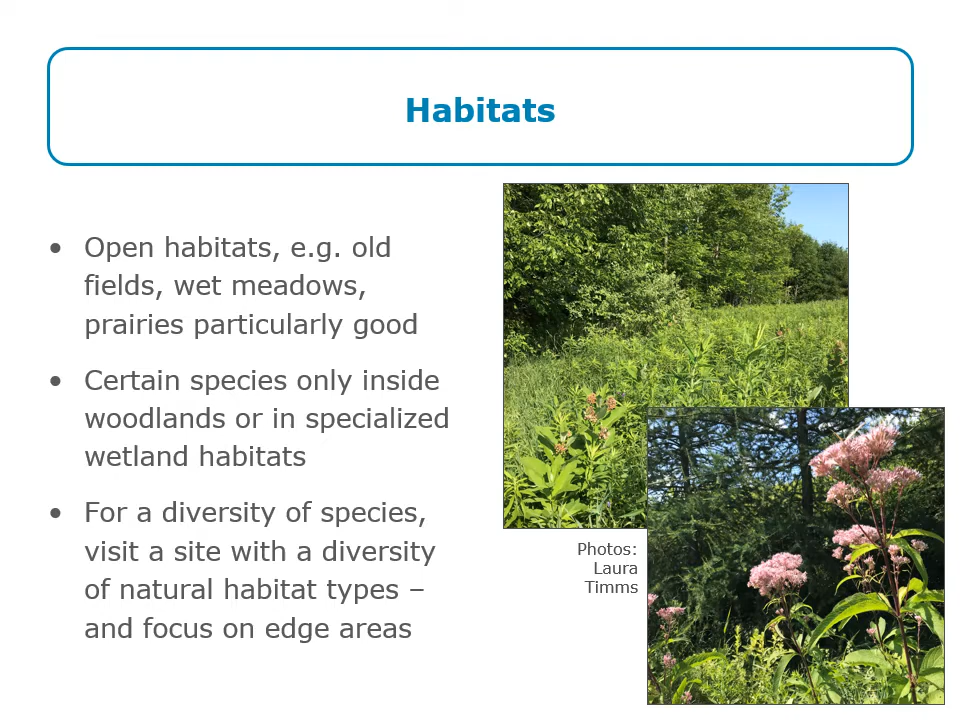 Habitats
• Open habitats, e.g. old
fields, wet meadows,
prairies particularly good
• Certain species only inside
woodlands or in specialized
wetland habitats
• For a diversity of species,
visit a site with a diversity
of natural habitat types –
and focus on edge areas
Photos:
Laura
Timms